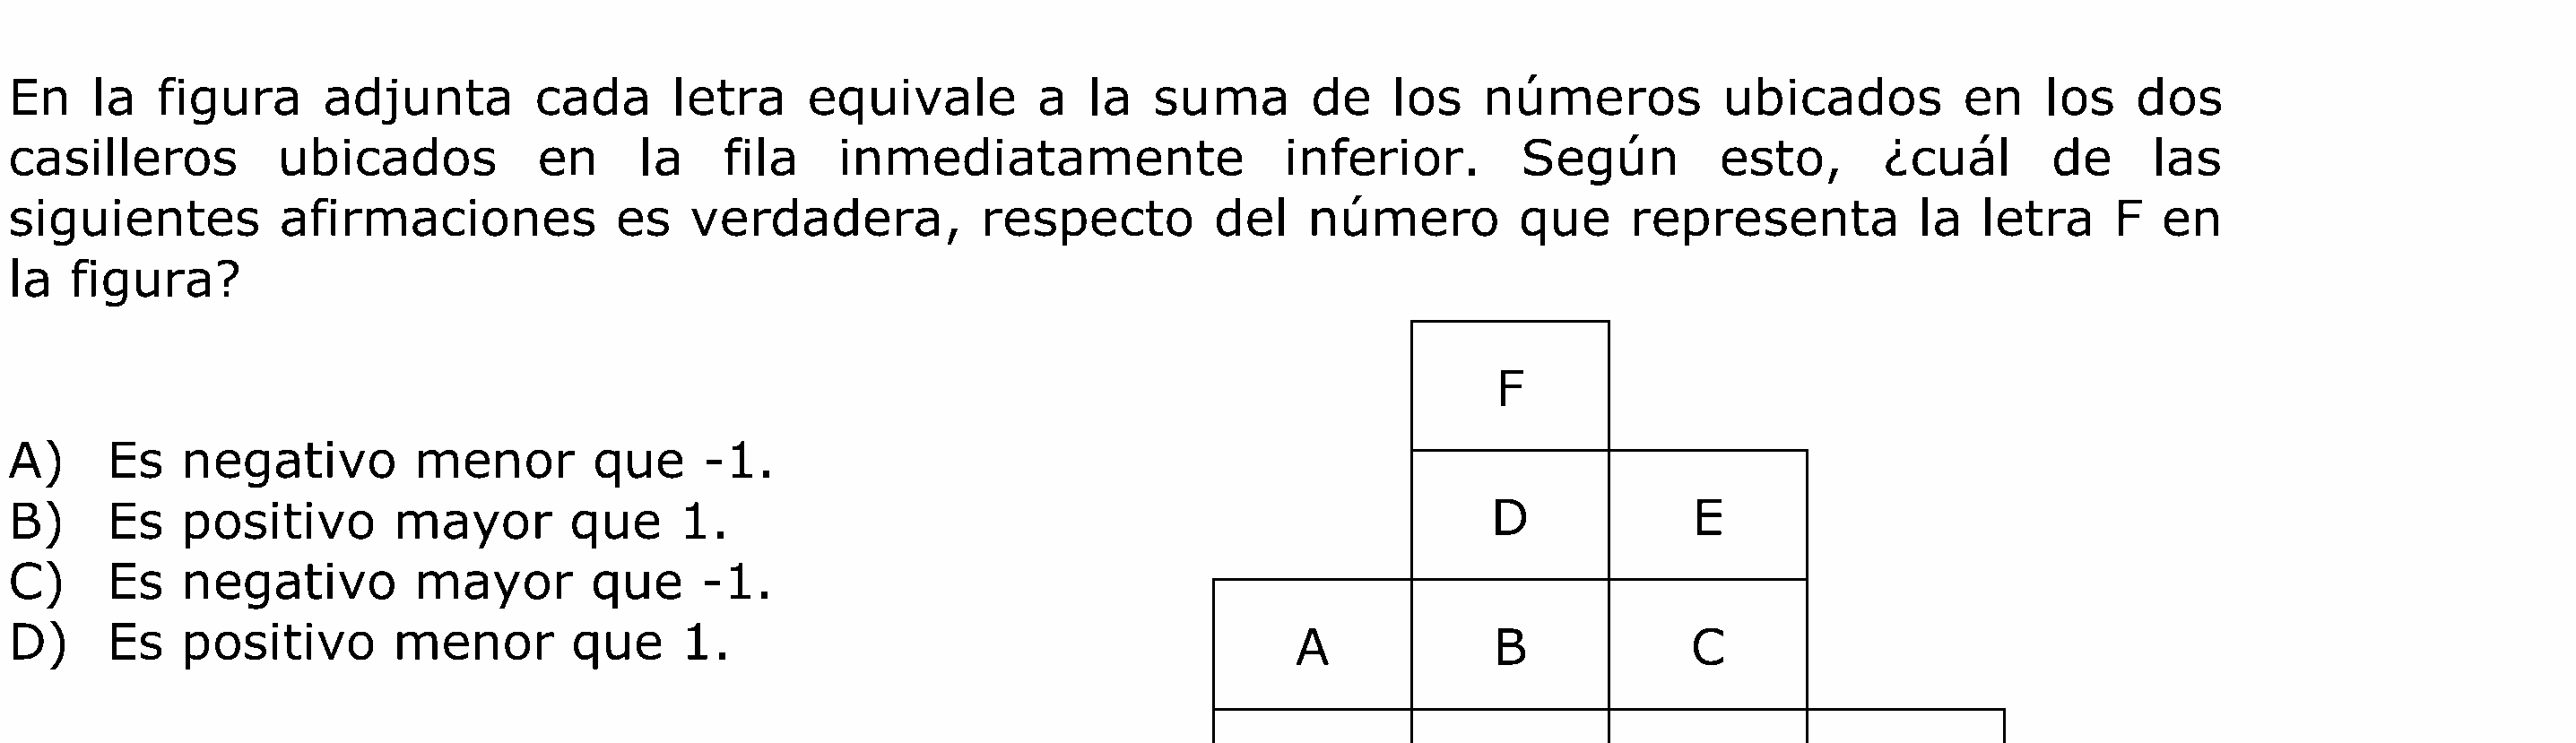 En la figura adjunta cada letra equivale a la suma de los números ubicados en los dos
casilleros ubicados en la fila inmediatamente inferior. Según esto, ¿cuál de las
siguientes afirmaciones es verdadera, respecto del número que representa la letra F en
la figura?
F
A) Es negativo menor que -1.
D E
B) Es positivo mayor que 1.
C) Es negativo mayor que -1.
A B C
D) Es positivo menor que 1.